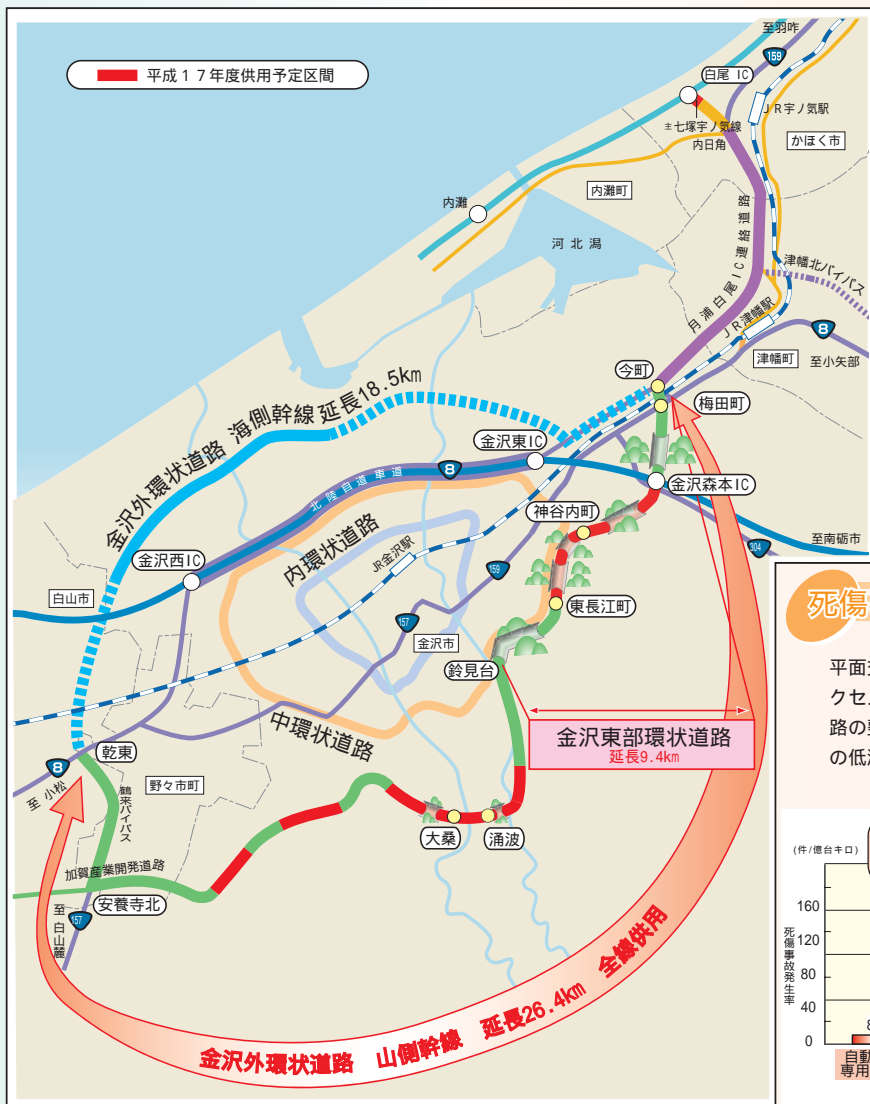 平成１７年度供用予定区間
至羽咋
159
白尾 IC
ＪＲ宇ノ気駅
主七塚宇ノ気線
内日角
かほく市
内灘町
内灘
河北潟
月浦白尾IC連絡道路
津幡北バイパス
ＪＲ津幡駅
8
津幡町
至小矢部
今町
梅田町
金沢外環状道路 海側幹線 延長18.5km
金沢東IC
8
北陸自動車道
金沢森本IC
神谷内町
内環状道路
JR金沢駅
至南砺市
304
金沢西IC
159
白山市
157
金沢市
東長江町
鈴見台
中環状道路
金沢東部環状道路
延長9.4km
乾東
8
至 小松
野々市町
鶴来バイパス
大桑
涌波
加賀産業開発道路
安養寺北
157
至 白山麓
金沢外環状道路 山側幹線 延長26.4km 全線供用
死傷
平面
クセ
路の
の低
(件/億台キロ)
死傷事故発生率
160
120
80
40
0
8
自動
専用